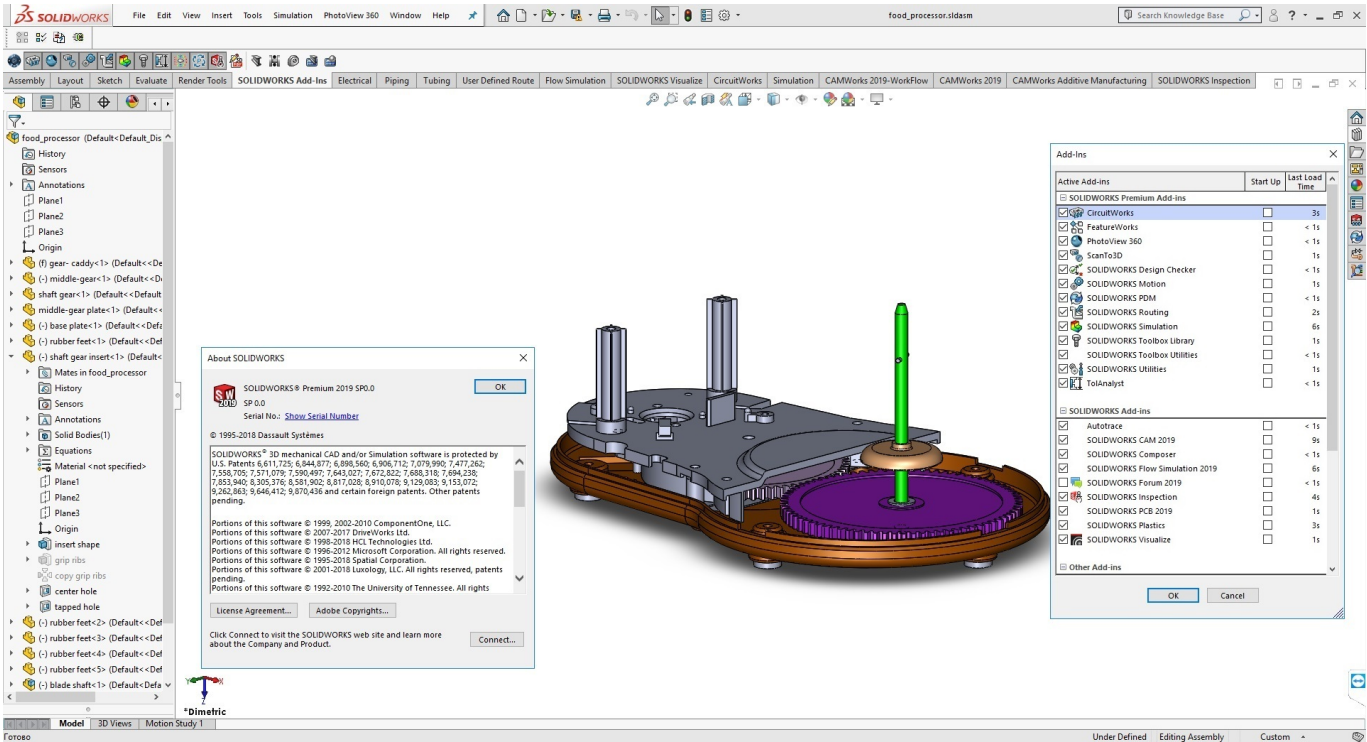 SOLIDWORKS File Edit View Insert Tools Simulation PhotoView 360 Window Help food_processor.sldasm Search Knowledge Base
Assembly Layout Sketch Evaluate Render Tools SOLIDWORKS Add-Ins Electrical Piping Tubing User Defined Route Flow Simulation SOLIDWORKS Visualize CircuitWorks Simulation CAMWorks 2019-WorkFlow CAMWorks 2019 CAMWorks Additive Manufacturing SOLIDWORKS Inspection
food_processor (Default<Default_Dis
History
Sensors
Annotations
Plane1
Plane2
Plane3
Origin
(f) gear- caddy<1> (Default<<De
(-) middle-gear<1> (Default<<Di
shaft gear<1> (Default<<Default
middle-gear plate<1> (Default<<
(-) base plate<1> (Default<<Defa
(-) rubber feet<1> (Default<<Def
(-) shaft gear insert<1> (Default<
Mates in food_processor
History
Sensors
Annotations
Solid Bodies(1)
Equations
Material <not specified>
Plane1
Plane2
Plane3
Origin
insert shape
grip ribs
copy grip ribs
center hole
tapped hole
(-) rubber feet<2> (Default<<Def
(-) rubber feet<3> (Default<<Def
(-) rubber feet<4> (Default<<Def
(-) rubber feet<5> (Default<<Def
(-) blade shaft<1> (Default<Defa
About SOLIDWORKS
SW 2019
SOLIDWORKS® Premium 2019 SP0.0
SP 0.0
Serial No.: Show Serial Number
OK
© 1995-2018 Dassault Systèmes
SOLIDWORKS® 3D mechanical CAD and/or Simulation software is protected by
U.S. Patents 6,611,725; 6,844,877; 6,898,560; 6,906,712; 7,079,990; 7,477,262;
7,558,705; 7,571,079; 7,590,497; 7,643,027; 7,672,822; 7,688,318; 7,694,238;
7,853,940; 8,305,376; 8,581,902; 8,817,028; 8,910,078; 9,129,083; 9,153,072;
9,262,863; 9,646,412; 9,870,436 and certain foreign patents. Other patents
pending.
Portions of this software © 1999, 2002-2010 ComponentOne, LLC.
Portions of this software © 2007-2017 DriveWorks Ltd.
Portions of this software © 1998-2018 HCL Technologies Ltd.
Portions of this software © 1996-2012 Microsoft Corporation. All rights reserved.
Portions of this software © 1995-2018 Spatial Corporation.
Portions of this software © 2001-2018 Luxology, LLC. All rights reserved, patents
pending.
Portions of this software © 1992-2010 The University of Tennessee. All rights
License Agreement... Adobe Copyrights...
Click Connect to visit the SOLIDWORKS web site and learn more
about the Company and Product.
Connect...
Add-Ins
Active Add-ins Start Up Last Load Time
SOLIDWORKS Premium Add-ins
CircuitWorks 3s
FeatureWorks < 1s
PhotoView 360 < 1s
ScanTo3D 1s
SOLIDWORKS Design Checker < 1s
SOLIDWORKS Motion 1s
SOLIDWORKS PDM < 1s
SOLIDWORKS Routing 2s
SOLIDWORKS Simulation 6s
SOLIDWORKS Toolbox Library 1s
SOLIDWORKS Toolbox Utilities < 1s
SOLIDWORKS Utilities 1s
TolAnalyst < 1s
SOLIDWORKS Add-ins
Autotrace < 1s
SOLIDWORKS CAM 2019 9s
SOLIDWORKS Composer < 1s
SOLIDWORKS Flow Simulation 2019 6s
SOLIDWORKS Forum 2019 < 1s
SOLIDWORKS Inspection 4s
SOLIDWORKS PCB 2019 1s
SOLIDWORKS Plastics 3s
SOLIDWORKS Visualize 1s
Other Add-ins
OK Cancel
*Dimetric
Model 3D Views Motion Study 1
Готово Under Defined Editing Assembly Custom